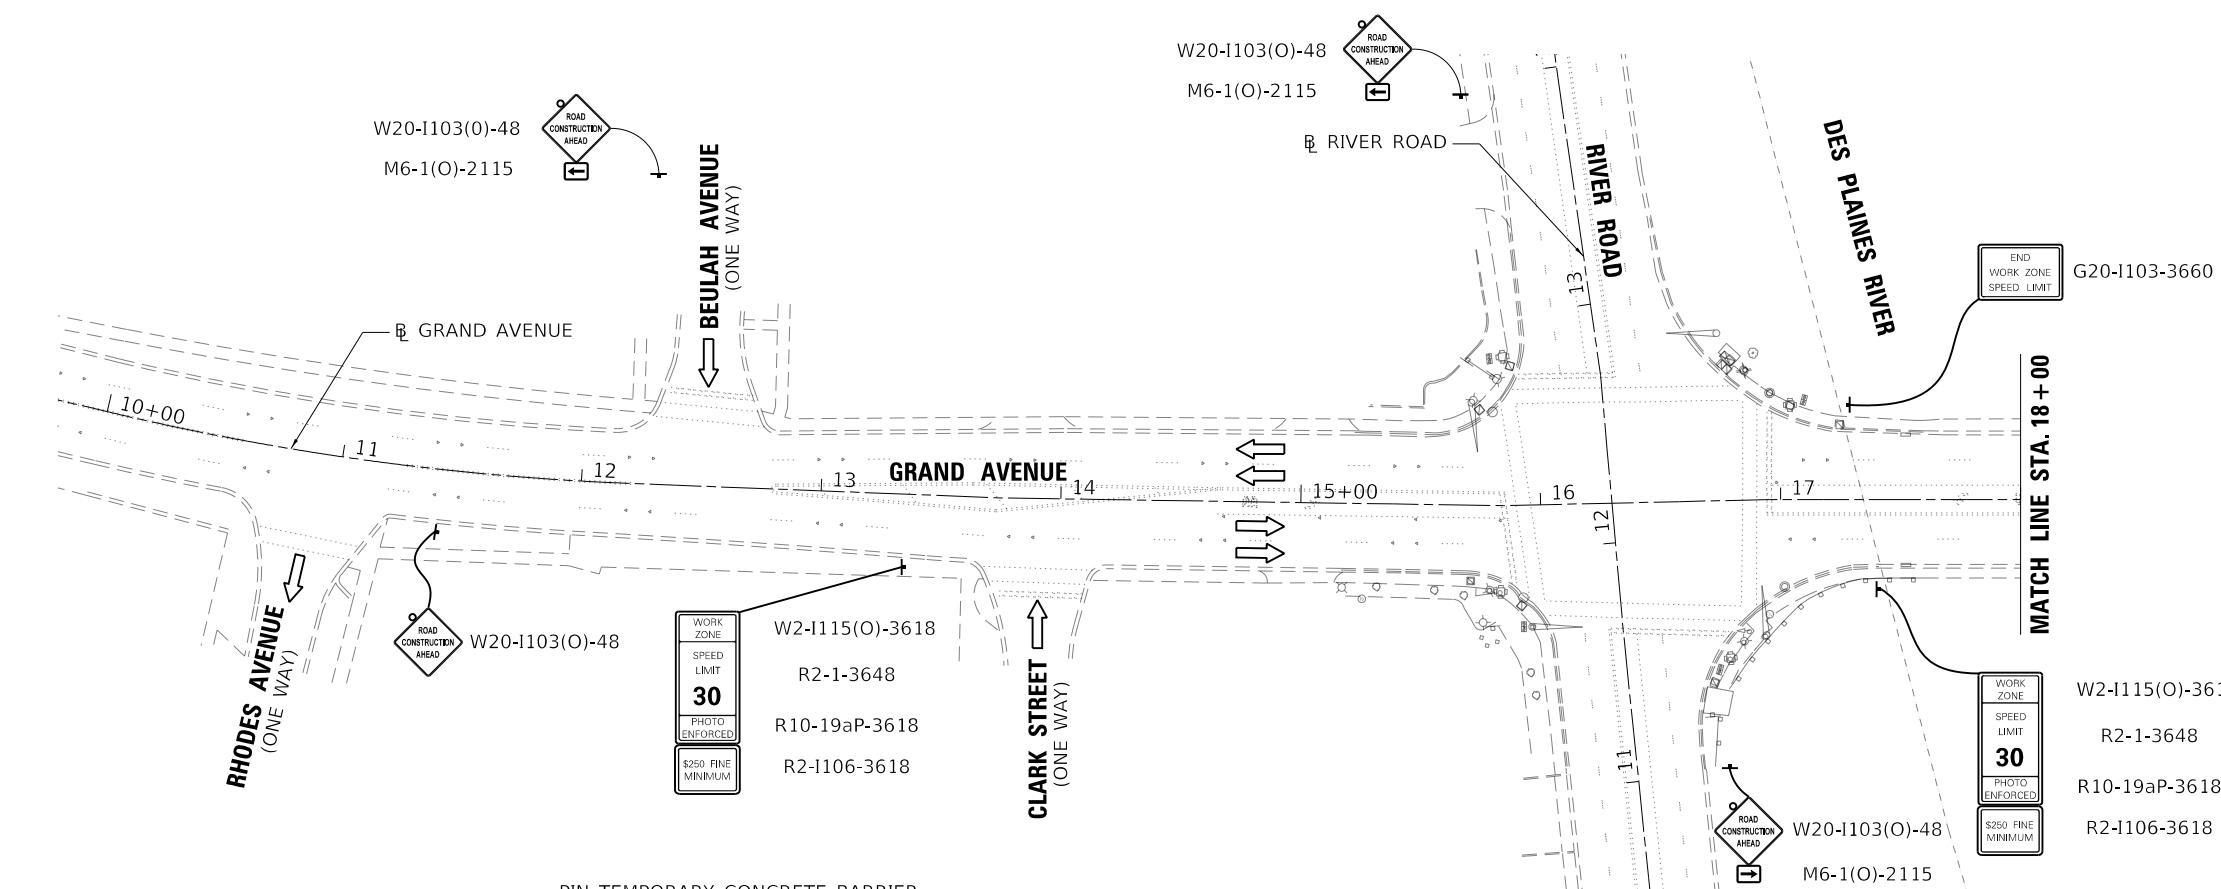 W20-I103(O)-48
M6-1(O)-2115
ROAD
CONSTRUCTION
AHEAD
W20-I103(0)-48
M6-1(O)-2115
ROAD
CONSTRUCTION
AHEAD
BEULAH AVENUE
(ONE WAY)
℄ RIVER ROAD
RIVER ROAD
DES PLAINES RIVER
END
WORK ZONE
SPEED LIMIT
G20-I103-3660
13
℄ GRAND AVENUE
10+00
11
12
13
GRAND AVENUE
14
15+00
16
17
12
11
MATCH LINE STA. 18+00
RHODES AVENUE
(ONE WAY)
ROAD
CONSTRUCTION
AHEAD
W20-I103(O)-48
WORK
ZONE
SPEED
LIMIT
30
PHOTO
ENFORCED
$250 FINE
MINIMUM
W2-I115(O)-3618
R2-1-3648
R10-19aP-3618
R2-I106-3618
CLARK STREET
(ONE WAY)
WORK
ZONE
SPEED
LIMIT
30
PHOTO
ENFORCED
$250 FINE
MINIMUM
R2-1-3648
R10-19aP-3618
R2-I106-3618
ROAD
CONSTRUCTION
AHEAD
W20-I103(O)-48
M6-1(O)-2115
PIN TEMPORARY CONCRETE BARRIER